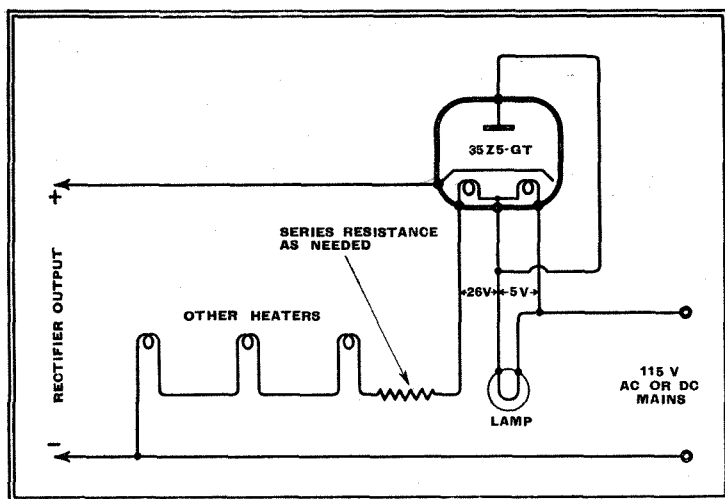 35Z5-GT
+
SERIES RESISTANCE
AS NEEDED
26V
5V
RECTIFIER OUTPUT
OTHER HEATERS
115 V
AC OR DC
MAINS
LAMP
-